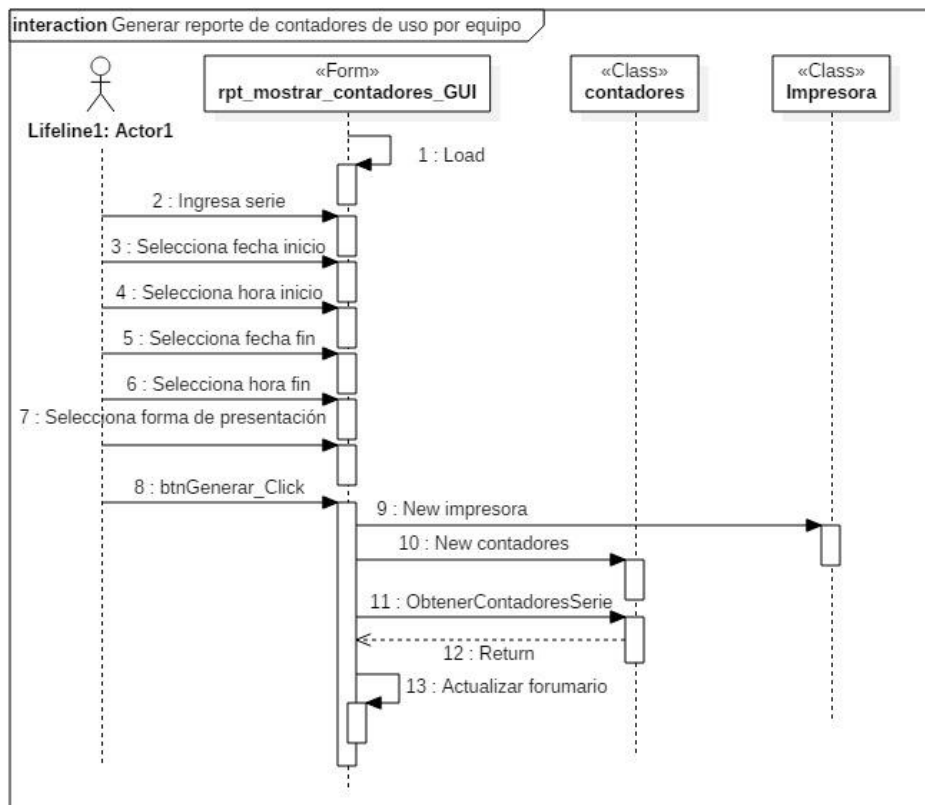 interaction Generar reporte de contadores de uso por equipo
«Form»
rpt_mostrar_contadores_GUI
«Class»
contadores
«Class»
Impresora
Lifeline1: Actor1
1 : Load
2 : Ingresa serie
3 : Selecciona fecha inicio
4 : Selecciona hora inicio
5 : Selecciona fecha fin
6 : Selecciona hora fin
7 : Selecciona forma de presentación
8 : btnGenerar_Click
9 : New impresora
10 : New contadores
11 : ObtenerContadoresSerie
12 : Return
13 : Actualizar forumario